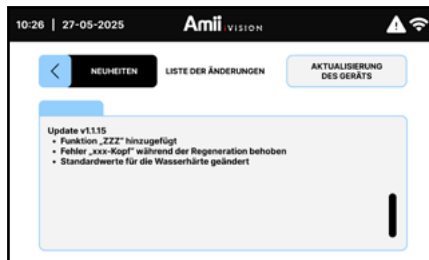 10:26 | 27-05-2025 Amii VISION
NEUHEITEN LISTE DER ÄNDERUNGEN AKTUALISIERUNG
DES GERÄTS
Update v1.1.15
• Funktion „ZZZ" hinzugefügt
• Fehler „xxx-Kopf" während der Regeneration behoben
• Standardwerte für die Wasserhärte geändert